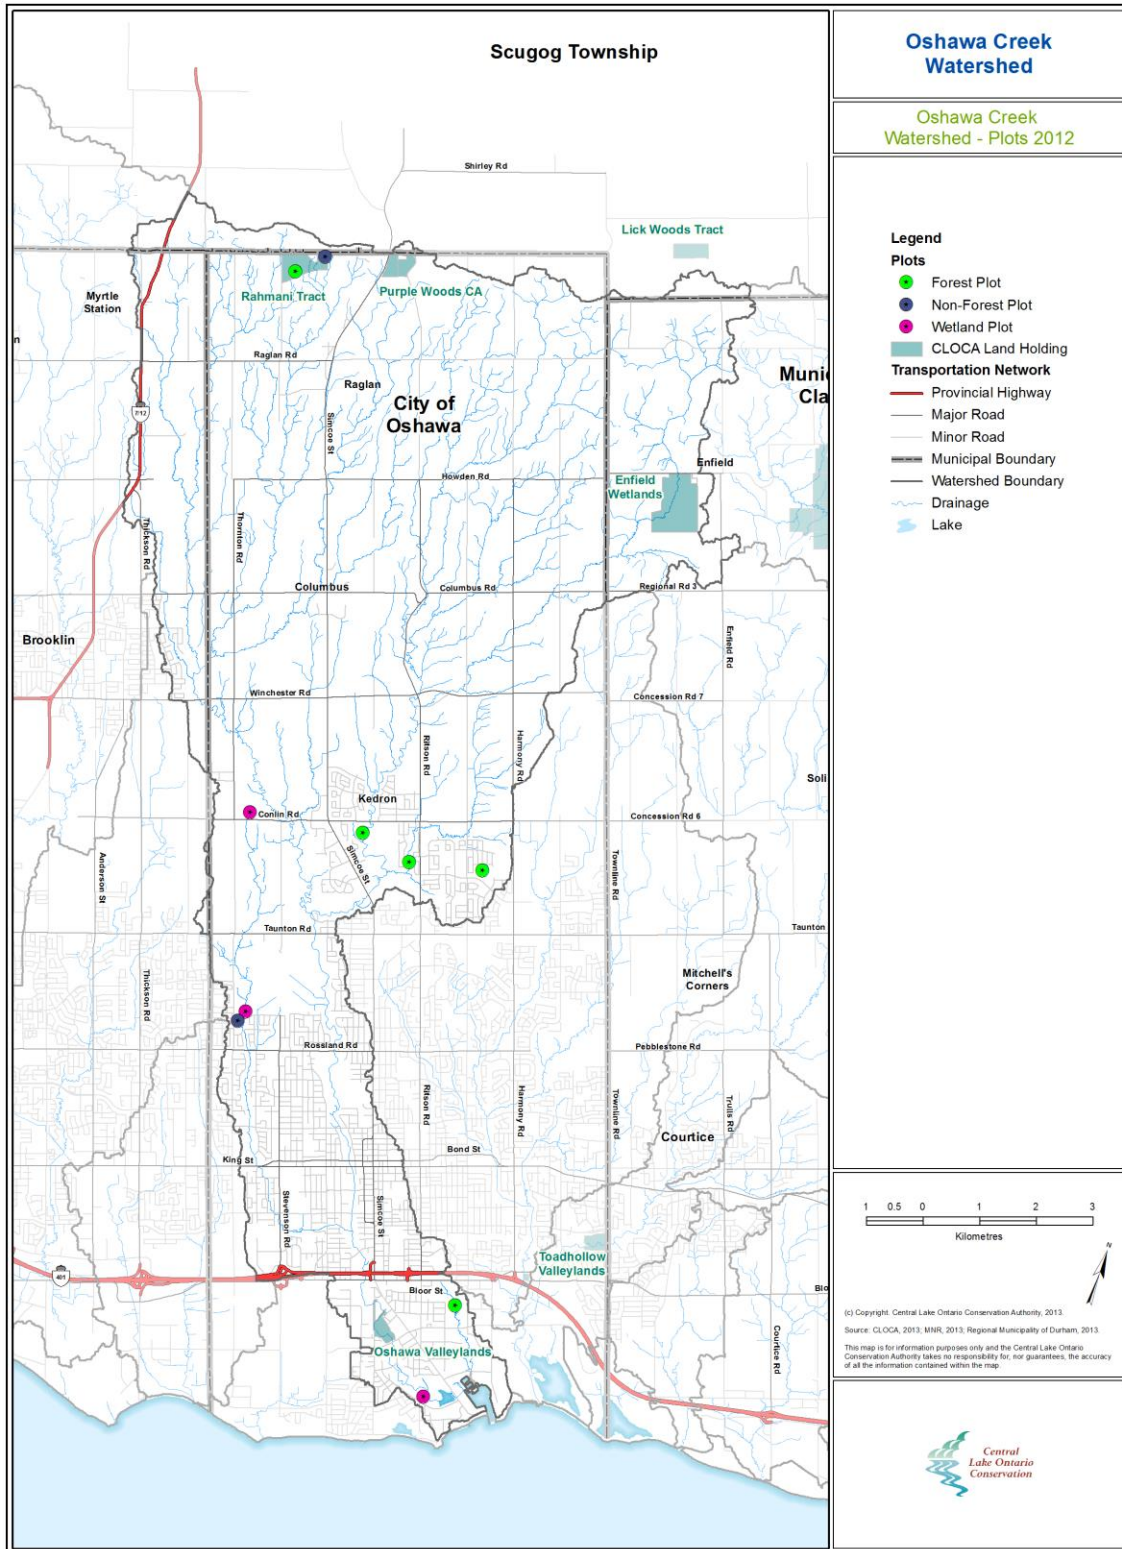 Scugog Township
Shirley Rd
Lick Woods Tract
Myrtle
Station
Rahmani Tract
Purple Woods CA
Raglan Rd
Raglan
City of
Oshawa
Munic
Cla
n
7/12
Simcoe St
Howden Rd
Enfield
Enfield
Wetlands
Thickson Rd
Thornton Rd
Columbus
Columbus Rd
Regional Rd 3
Brooklin
Enfield Rd
Winchester Rd
Concession Rd 7
Ritson Rd
Harmony Rd
Soli
Kedron
Conlin Rd
Concession Rd 6
Simcoe St
Anderson St
Townline Rd
Taunton Rd
Taunton
Mitchell's
Corners
Thickson Rd
Rossland Rd
Pebblestone Rd
Ritson Rd
Harmony Rd
Townline Rd
Trulls Rd
Courtice
Bond St
King St
Stevenson Rd
Simcoe St
Toadhollow
Valleylands
401
Bloor St
Blo
Oshawa Valleylands
Courtice Rd
Oshawa Creek
Watershed
Oshawa Creek
Watershed - Plots 2012
Legend
Plots
Forest Plot
Non-Forest Plot
Wetland Plot
CLOCA Land Holding
Transportation Network
Provincial Highway
Major Road
Minor Road
Municipal Boundary
Watershed Boundary
Drainage
Lake
1 0.5 0 1 2 3
Kilometres
N
(c) Copyright, Central Lake Ontario Conservation Authority, 2013.
Source: CLOCA, 2013; MNR, 2013; Regional Municipality of Durham, 2013.
This map is for information purposes only and the Central Lake Ontario
Conservation Authority takes no responsibility for, nor guarantees, the accuracy
of all the information contained within the map.
Central
Lake Ontario
Conservation